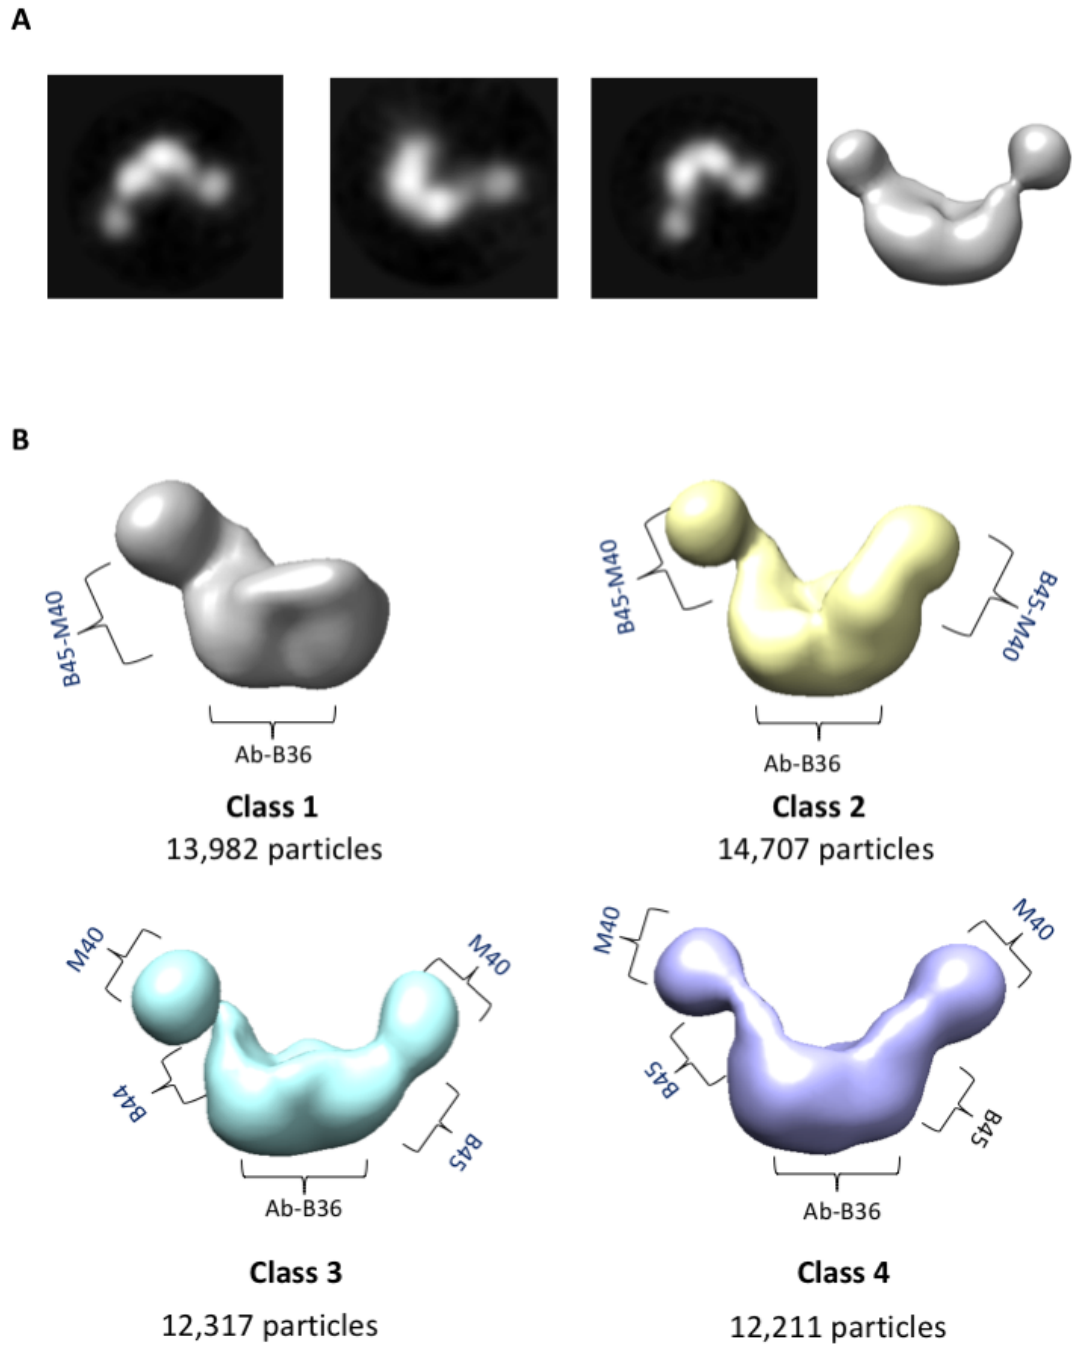 A
B
B45-M40
Ab-B36
Class 1
13,982 particles
B45-M40
B45-M40
Ab-B36
Class 2
14,707 particles
M40
M40
B44
B45
Ab-B36
Class 3
12,317 particles
M40
M40
B45
B45
Ab-B36
Class 4
12,211 particles